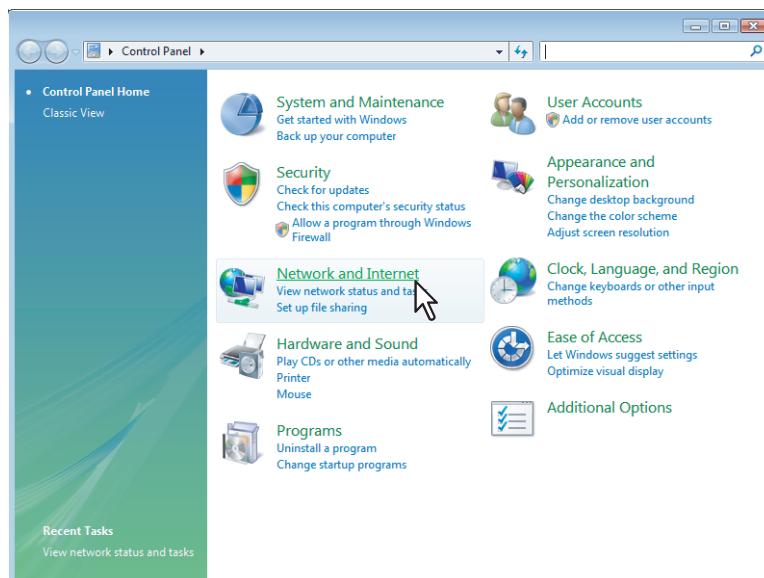 Control Panel
Control Panel Home
Classic View
System and Maintenance
Get started with Windows
Back up your computer
Security
Check for updates
Check this computer's security status
Allow a program through Windows
Firewall
Network and Internet
View network status and
Set up file sharing
Hardware and Sound
Play CDs or other media automatically
Printer
Mouse
Programs
Uninstall a program
Change startup programs
User Accounts
Add or remove user accounts
Appearance and
Personalization
Change desktop background
Change the color scheme
Adjust screen resolution
Clock, Language, and Region
Change keyboards or other input
methods
Ease of Access
Let Windows suggest settings
Optimize visual display
Additional Options
Recent Tasks
View network status and tasks